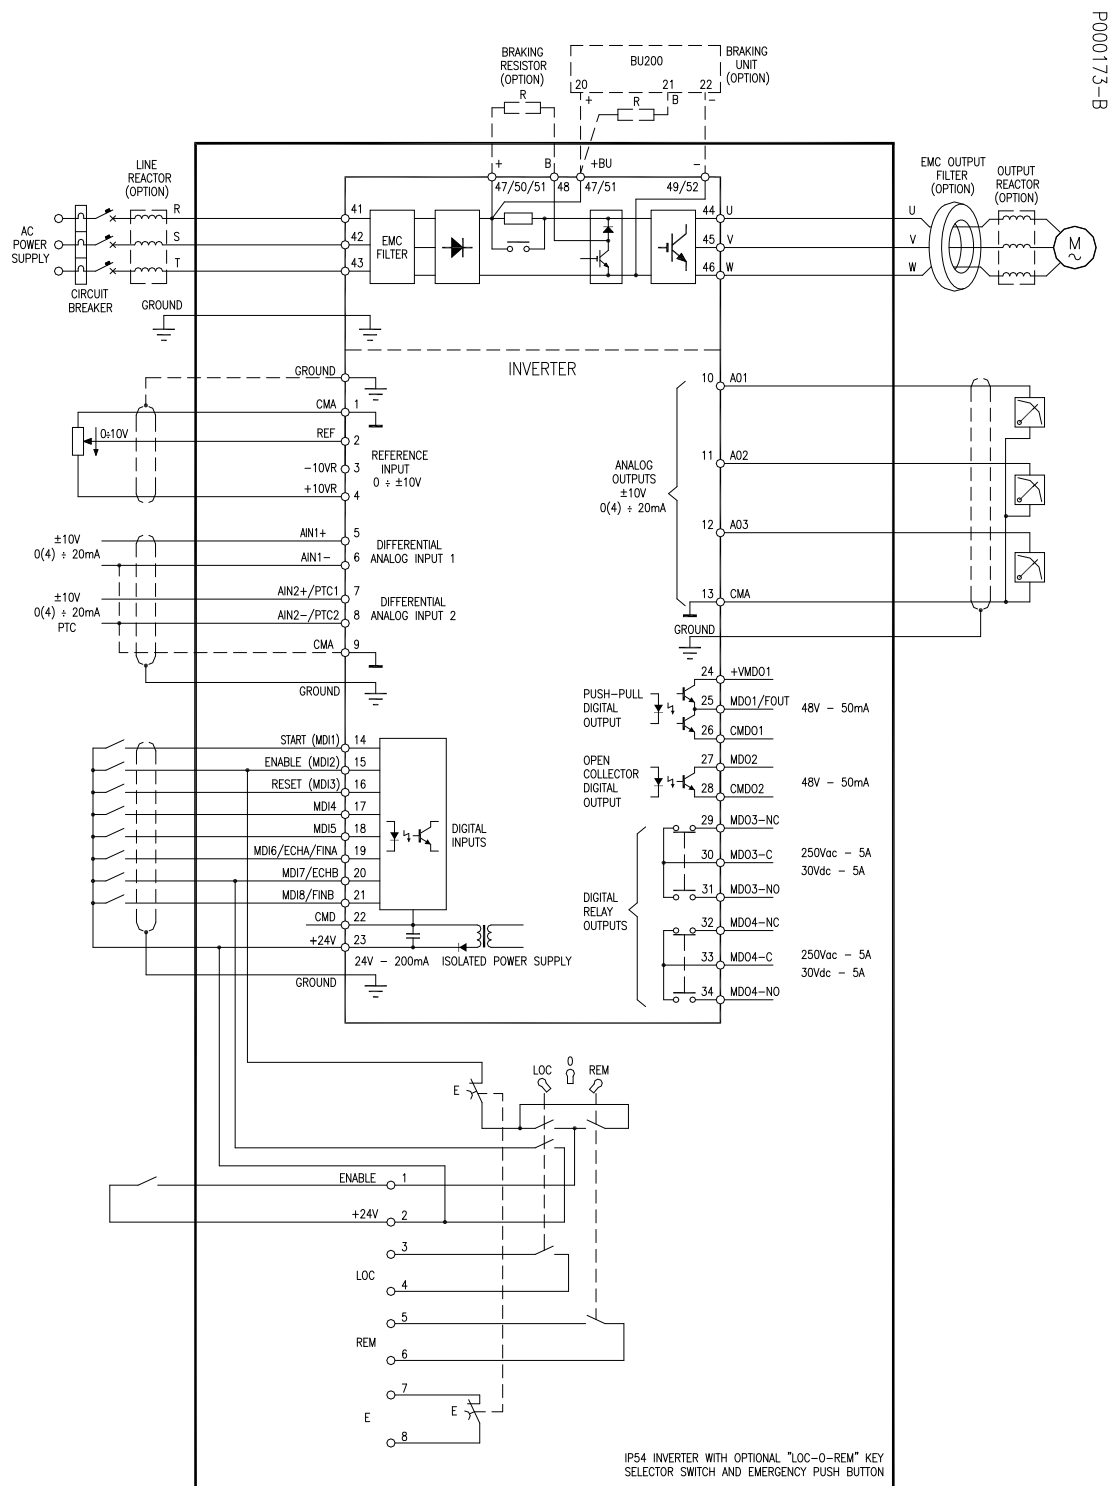 P000173-B
BRAKING
RESISTOR
(OPTION)
R
BU200
20
21
22
+
R
B
-
BRAKING
UNIT
(OPTION)
LINE
REACTOR
(OPTION)
R
S
T
AC
POWER
SUPPLY
CIRCUIT
BREAKER
GROUND
+
B
+BU
-
47/50/51
48
47/51
49/52
41
42
43
EMC
FILTER
44 U
45 V
46 W
U
V
W
EMC OUTPUT
FILTER
(OPTION)
OUTPUT
REACTOR
(OPTION)
M
~
INVERTER
GROUND
CMA 1
REF 2
-10VR 3
+10VR 4
0÷10V
REFERENCE
INPUT
0 ÷ ±10V
±10V
0(4) ÷ 20mA
AIN1+ 5
AIN1- 6
DIFFERENTIAL
ANALOG INPUT 1
±10V
0(4) ÷ 20mA
PTC
AIN2+/PTC1 7
AIN2-/PTC2 8
DIFFERENTIAL
ANALOG INPUT 2
CMA 9
GROUND
10 AO1
11 AO2
12 AO3
13 CMA
ANALOG
OUTPUTS
±10V
0(4) ÷ 20mA
GROUND
PUSH-PULL
DIGITAL
OUTPUT
24 +VMDO1
25 MDO1/FOUT
26 CMDO1
48V - 50mA
OPEN
COLLECTOR
DIGITAL
OUTPUT
27 MDO2
28 CMDO2
48V - 50mA
START (MDI1) 14
ENABLE (MDI2) 15
RESET (MDI3) 16
MDI4 17
MDI5 18
MDI6/ECHA/FINA 19
MDI7/ECHB 20
MDI8/FINB 21
CMD 22
+24V 23
DIGITAL
INPUTS
24V - 200mA ISOLATED POWER SUPPLY
GROUND
DIGITAL
RELAY
OUTPUTS
29 MDO3-NC
30 MDO3-C
31 MDO3-NO
250Vac - 5A
30Vdc - 5A
32 MDO4-NC
33 MDO4-C
34 MDO4-NO
250Vac - 5A
30Vdc - 5A
E
LOC
0
REM
ENABLE 1
+24V 2
3
LOC
4
5
REM
6
7
E
E
8
IP54 INVERTER WITH OPTIONAL "LOC-0-REM" KEY
SELECTOR SWITCH AND EMERGENCY PUSH BUTTON